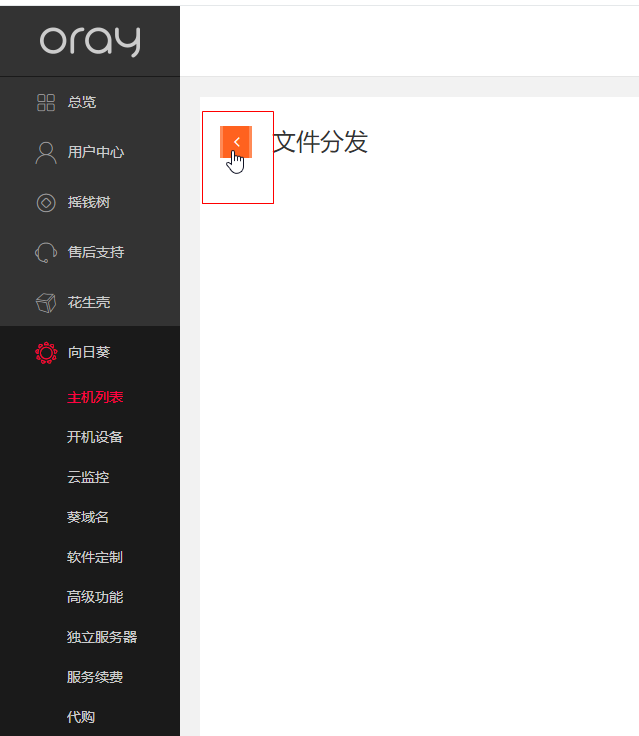 oray
总览
用户中心
摇钱树
售后支持
花生壳
向日葵
主机列表
开机设备
云监控
葵域名
软件定制
高级功能
独立服务器
服务续费
代购
文件分发